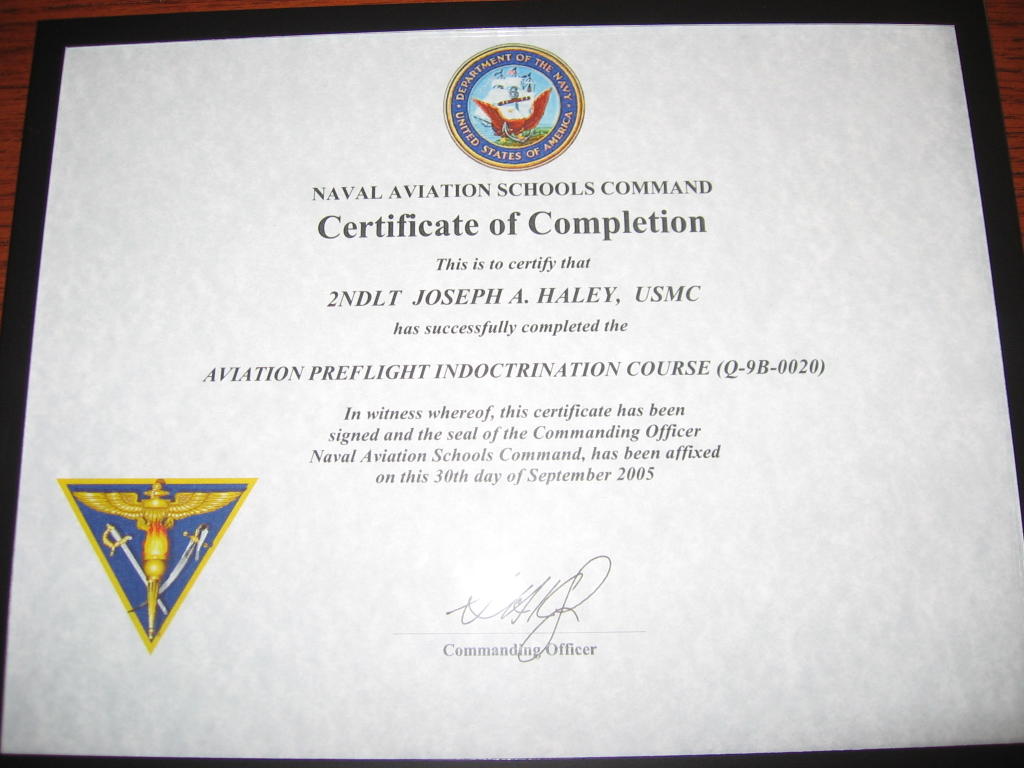 DEPARTMENT OF THE NAVY
UNITED STATES OF AMERICA
NAVAL AVIATION SCHOOLS COMMAND
Certificate of Completion
This is to certify that
2NDLT JOSEPH A. HALEY, USMC
has successfully completed the
AVIATION PREFLIGHT INDOCTRINATION COURSE (Q-9B-0020)
In witness whereof, this certificate has been
signed and the seal of the Commanding Officer
Naval Aviation Schools Command, has been affixed
on this 30th day of September 2005
Commanding Officer